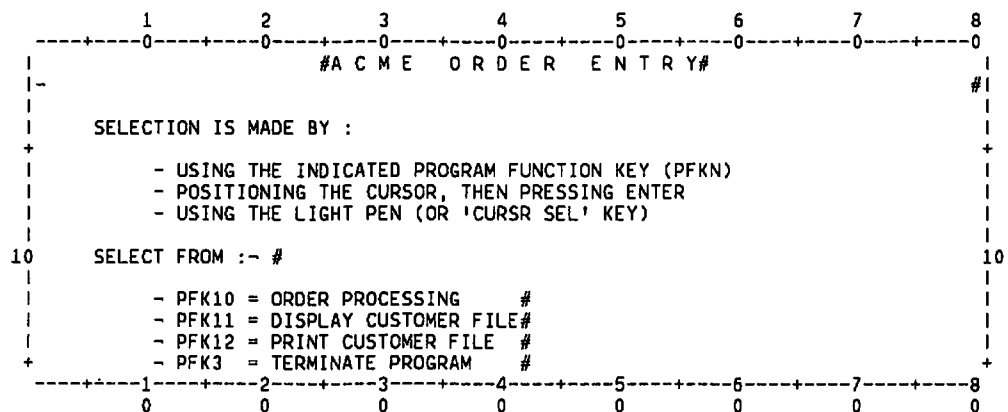 1         2         3         4         5         6         7         8
----+----0----+----0----+----0----+----0----+----0----+----0----+----0----+----0
|                        #A C M E   O R D E R   E N T R Y#                       |
|¬                                                                              #|
|    SELECTION IS MADE BY :
+                                                                                +
|         - USING THE INDICATED PROGRAM FUNCTION KEY (PFKN)                      |
|         - POSITIONING THE CURSOR, THEN PRESSING ENTER                          |
|         - USING THE LIGHT PEN (OR 'CURSR SEL' KEY)                             |
10    SELECT FROM :¬ #                                                          10
|         ¬ PFK10 = ORDER PROCESSING     #                                       |
|         ¬ PFK11 = DISPLAY CUSTOMER FILE#                                       |
|         ¬ PFK12 = PRINT CUSTOMER FILE  #                                       |
+         ¬ PFK3  = TERMINATE PROGRAM    #                                       +
----+----1----+----2----+----3----+----4----+----5----+----6----+----7----+----8
         0         0         0         0         0         0         0         0